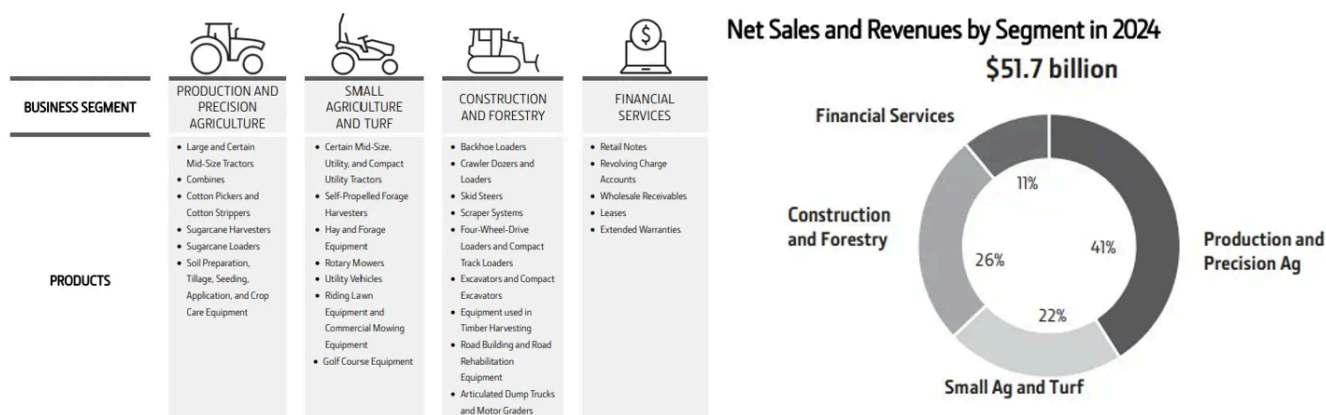 BUSINESS SEGMENT
PRODUCTION AND
PRECISION
AGRICULTURE
SMALL
AGRICULTURE
AND TURF
CONSTRUCTION
AND FORESTRY
FINANCIAL
SERVICES
PRODUCTS
• Large and Certain
Mid-Size Tractors
• Combines
• Cotton Pickers and
Cotton Strippers
• Sugarcane Harvesters
• Sugarcane Loaders
• Soil Preparation,
Tillage, Seeding,
Application, and Crop
Care Equipment
• Certain Mid-Size,
Utility, and Compact
Utility Tractors
• Self-Propelled Forage
Harvesters
• Hay and Forage
Equipment
• Rotary Mowers
• Utility Vehicles
• Riding Lawn
Equipment and
Commercial Mowing
Equipment
• Golf Course Equipment
• Backhoe Loaders
• Crawler Dozers and
Loaders
• Skid Steers
• Scraper Systems
• Four-Wheel-Drive
Loaders and Compact
Track Loaders
• Excavators and Compact
Excavators
• Equipment used in
Timber Harvesting
• Road Building and Road
Rehabilitation
Equipment
• Articulated Dump Trucks
and Motor Graders
• Retail Notes
• Revolving Charge
Accounts
• Wholesale Receivables
• Leases
• Extended Warranties
$
Net Sales and Revenues by Segment in 2024
$51.7 billion
Financial Services
11%
Construction
and Forestry
26%
41%
Production and
Precision Ag
22%
Small Ag and Turf